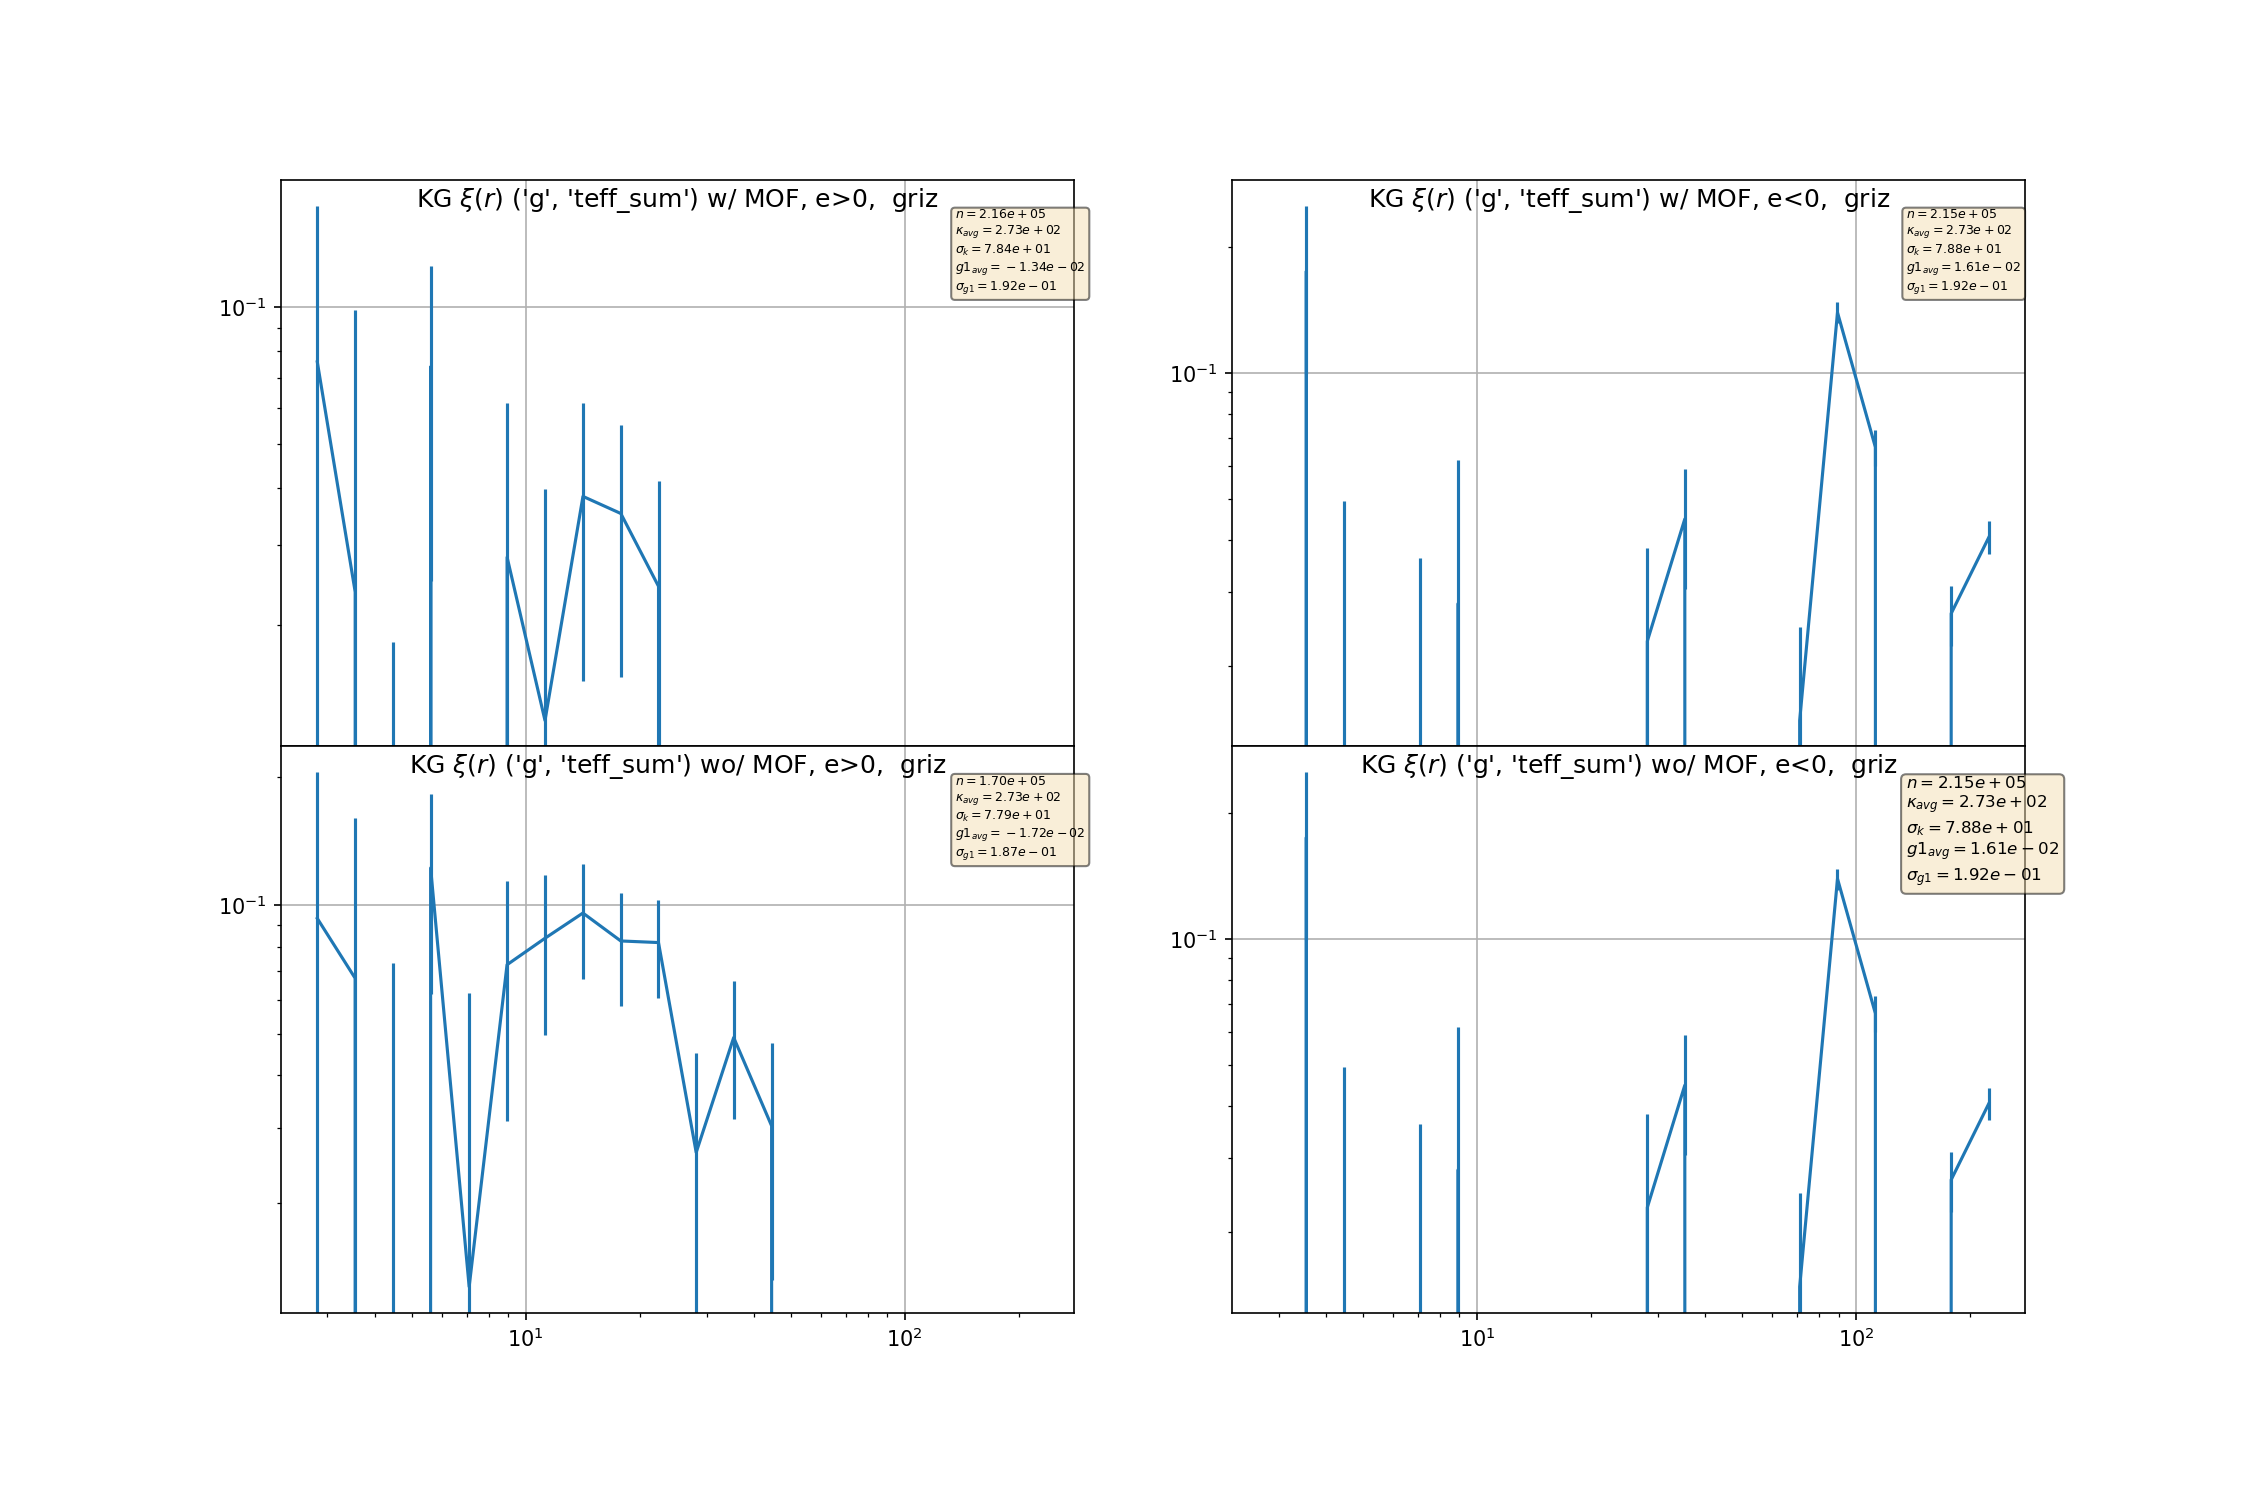 KG ξ(r) ('g', 'teff_sum') w/ MOF, e>0,  griz
n = 2.16e + 05
κavg = 2.73e + 02
σk = 7.84e + 01
g1avg = −1.34e − 02
σg1 = 1.92e − 01
10⁻¹
KG ξ(r) ('g', 'teff_sum') w/ MOF, e<0,  griz
n = 2.15e + 05
κavg = 2.73e + 02
σk = 7.88e + 01
g1avg = 1.61e − 02
σg1 = 1.92e − 01
10⁻¹
KG ξ(r) ('g', 'teff_sum') wo/ MOF, e>0,  griz
n = 1.70e + 05
κavg = 2.73e + 02
σk = 7.79e + 01
g1avg = −1.72e − 02
σg1 = 1.87e − 01
10⁻¹
10¹ 10²
KG ξ(r) ('g', 'teff_sum') wo/ MOF, e<0,  griz
n = 2.15e + 05
κavg = 2.73e + 02
σk = 7.88e + 01
g1avg = 1.61e − 02
σg1 = 1.92e − 01
10⁻¹
10¹ 10²